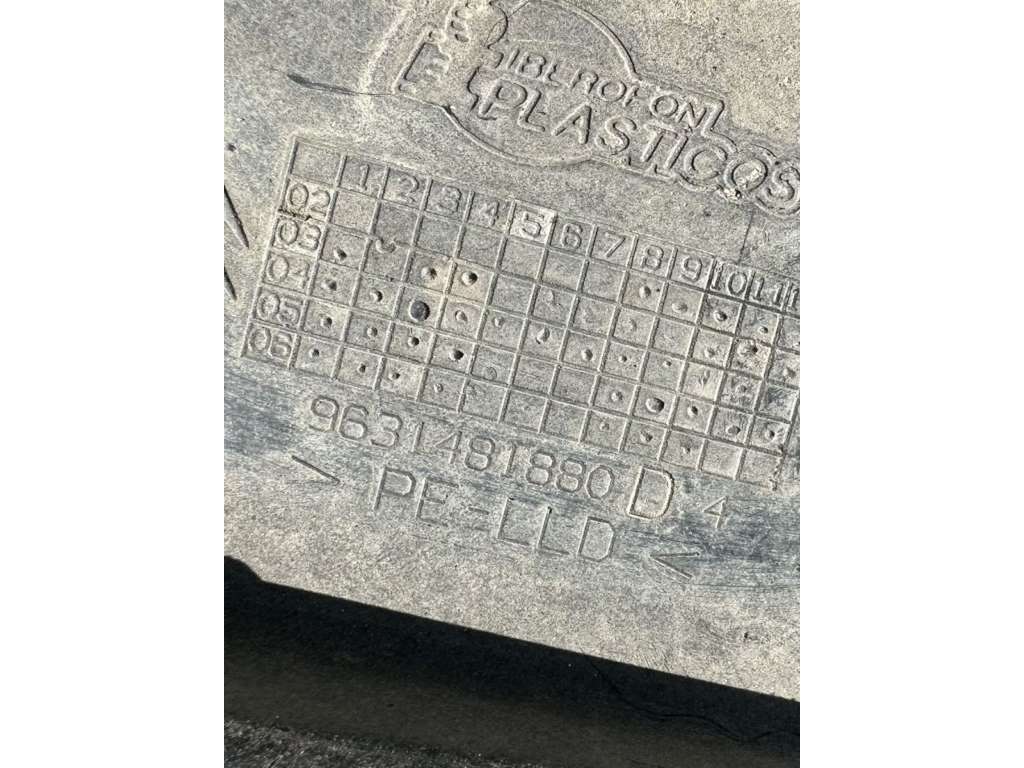 IBEROFON
PLASTICOS
1 2 3 4 5 6 7 8 9 10 11
02
03
04
05
06
9631481880 D 4
> PE-LLD <